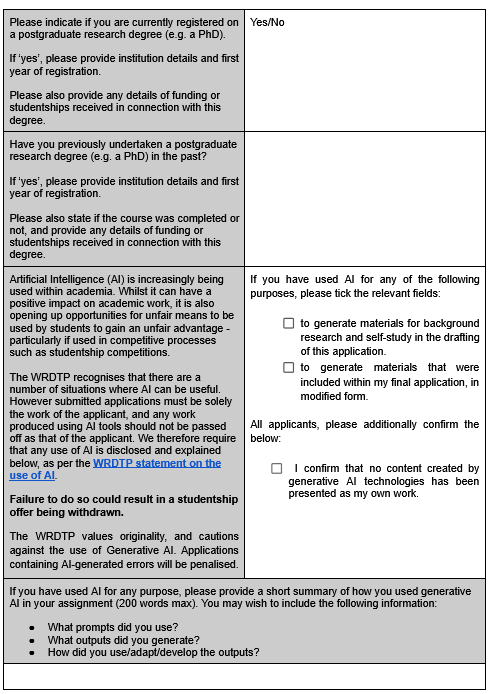 Please indicate if you are currently registered on
a postgraduate research degree (e.g. a PhD).
If 'yes', please provide institution details and first
year of registration.
Please also provide any details of funding or
studentships received in connection with this
degree.
Yes/No
Have you previously undertaken a postgraduate
research degree (e.g. a PhD) in the past?
If 'yes', please provide institution details and first
year of registration.
Please also state if the course was completed or
not, and provide any details of funding or
studentships received in connection with this
degree.
Artificial Intelligence (AI) is increasingly being
used within academia. Whilst it can have a
positive impact on academic work, it is also
opening up opportunities for unfair means to be
used by students to gain an unfair advantage -
particularly if used in competitive processes
such as studentship competitions.
The WRDTP recognises that there are a
number of situations where AI can be useful.
However submitted applications must be solely
the work of the applicant, and any work
produced using AI tools should not be passed
off as that of the applicant. We therefore require
that any use of AI is disclosed and explained
below, as per the WRDTP statement on the
use of AI.
Failure to do so could result in a studentship
offer being withdrawn.
The WRDTP values originality, and cautions
against the use of Generative AI. Applications
containing AI-generated errors will be penalised.
If you have used AI for any of the following
purposes, please tick the relevant fields:
to generate materials for background
research and self-study in the drafting
of this application.
to generate materials that were
included within my final application, in
modified form.
All applicants, please additionally confirm the
below:
I confirm that no content created by
generative AI technologies has been
presented as my own work.
If you have used AI for any purpose, please provide a short summary of how you used generative
AI in your assignment (200 words max). You may wish to include the following information:
• What prompts did you use?
• What outputs did you generate?
• How did you use/adapt/develop the outputs?